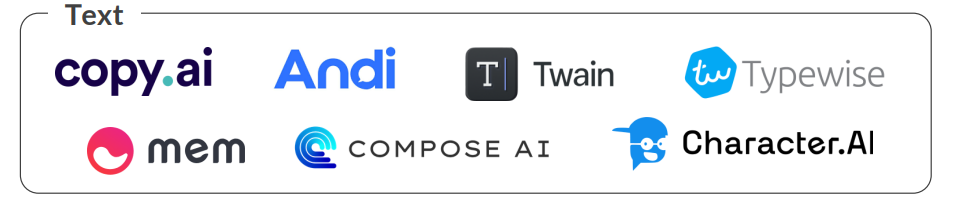 Text
copy.ai Andi T Twain tw Typewise
mem COMPOSE AI Character.AI